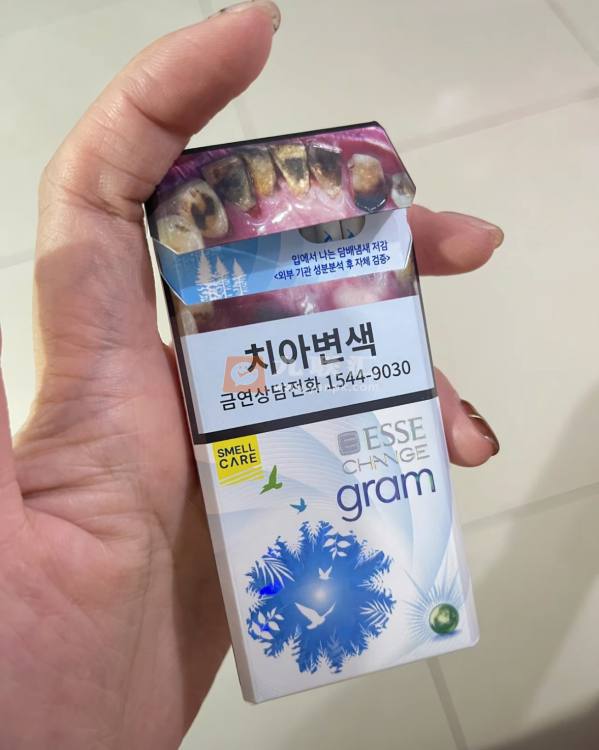 입에서 나는 담배냄새 저감
<외부 기관 성분분석 후 자체 검증>
치아변색
금연상담전화 1544-9030
SMELL
CARE
ESSE
CHANGE
gram